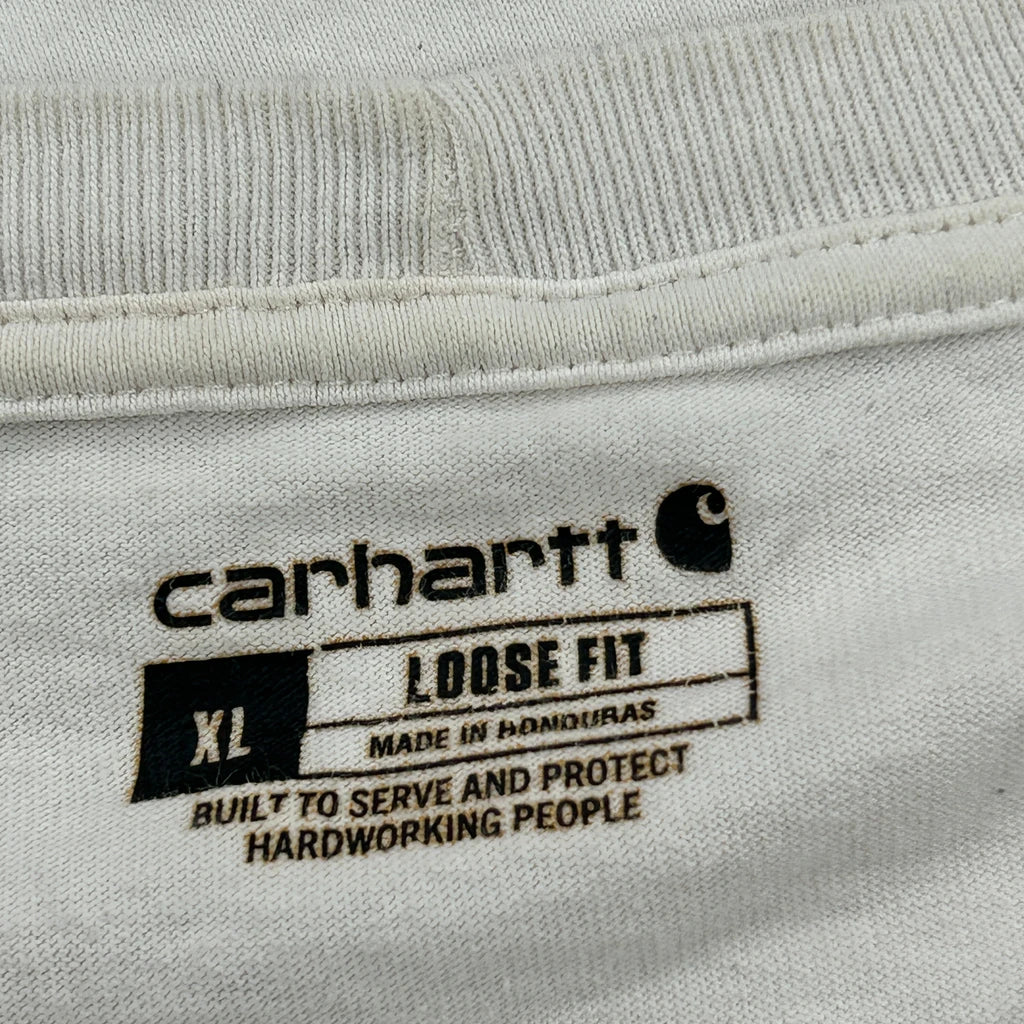 carhartt
XL
LOOSE FIT
MADE IN HONDURAS
BUILT TO SERVE AND PROTECT
HARDWORKING PEOPLE